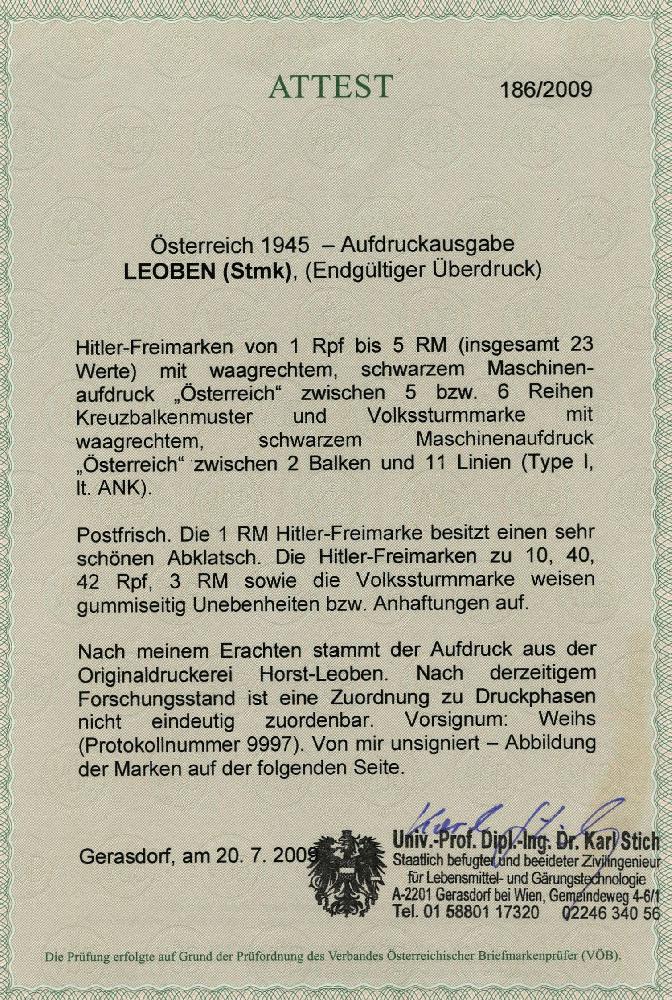 ATTEST 186/2009
Österreich 1945 – Aufdruckausgabe
LEOBEN (Stmk), (Endgültiger Überdruck)
Hitler-Freimarken von 1 Rpf bis 5 RM (insgesamt 23
Werte) mit waagrechtem, schwarzem Maschinen-
aufdruck „Österreich“ zwischen 5 bzw. 6 Reihen
Kreuzbalkenmuster und Volkssturmmarke mit
waagrechtem, schwarzem Maschinenaufdruck
„Österreich“ zwischen 2 Balken und 11 Linien (Type I,
lt. ANK).
Postfrisch. Die 1 RM Hitler-Freimarke besitzt einen sehr
schönen Abklatsch. Die Hitler-Freimarken zu 10, 40,
42 Rpf, 3 RM sowie die Volkssturmmarke weisen
gummiseitig Unebenheiten bzw. Anhaftungen auf.
Nach meinem Erachten stammt der Aufdruck aus der
Originaldruckerei Horst-Leoben. Nach derzeitigem
Forschungsstand ist eine Zuordnung zu Druckphasen
nicht eindeutig zuordenbar. Vorsignum: Weihs
(Protokollnummer 9997). Von mir unsigniert – Abbildung
der Marken auf der folgenden Seite.
Karl Stich
Gerasdorf, am 20. 7. 2009
Univ.-Prof. Dipl.-Ing. Dr. Karl Stich
Staatlich befugter und beeideter Zivilingenieur
für Lebensmittel- und Gärungstechnologie
A-2201 Gerasdorf bei Wien, Gemeindeweg 4-6/1
Tel. 01 58801 17320 02246 340 56
Die Prüfung erfolgte auf Grund der Prüfordnung des Verbandes Österreichischer Briefmarkenprüfer (VÖB).